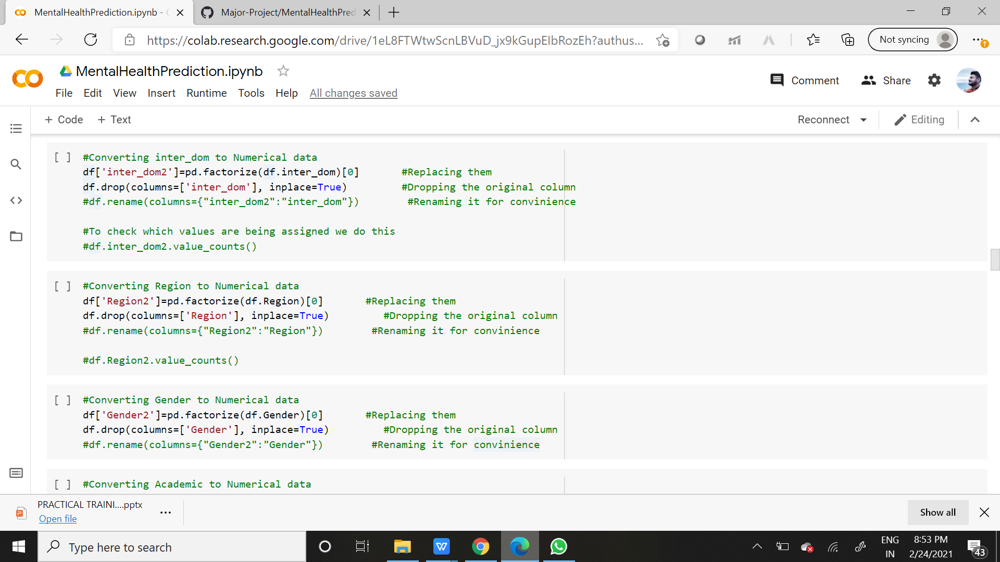 MentalHealthPrediction.ipynb -
Major-Project/MentalHealthPred
https://colab.research.google.com/drive/1eL8FTWtwScnLBVuD_jx9kGupEIbRozEh?authus...
Not syncing
MentalHealthPrediction.ipynb
Comment
Share
File Edit View Insert Runtime Tools Help All changes saved
+ Code + Text
Reconnect
Editing
[ ] #Converting inter_dom to Numerical data
df['inter_dom2']=pd.factorize(df.inter_dom)[0] #Replacing them
df.drop(columns=['inter_dom'], inplace=True) #Dropping the original column
#df.rename(columns={"inter_dom2":"inter_dom"}) #Renaming it for convinience
#To check which values are being assigned we do this
#df.inter_dom2.value_counts()
[ ] #Converting Region to Numerical data
df['Region2']=pd.factorize(df.Region)[0] #Replacing them
df.drop(columns=['Region'], inplace=True) #Dropping the original column
#df.rename(columns={"Region2":"Region"}) #Renaming it for convinience
#df.Region2.value_counts()
[ ] #Converting Gender to Numerical data
df['Gender2']=pd.factorize(df.Gender)[0] #Replacing them
df.drop(columns=['Gender'], inplace=True) #Dropping the original column
#df.rename(columns={"Gender2":"Gender"}) #Renaming it for convinience
[ ] #Converting Academic to Numerical data
PRACTICAL TRAINI....pptx
Open file
Show all
Type here to search
ENG
IN
8:53 PM
2/24/2021
43